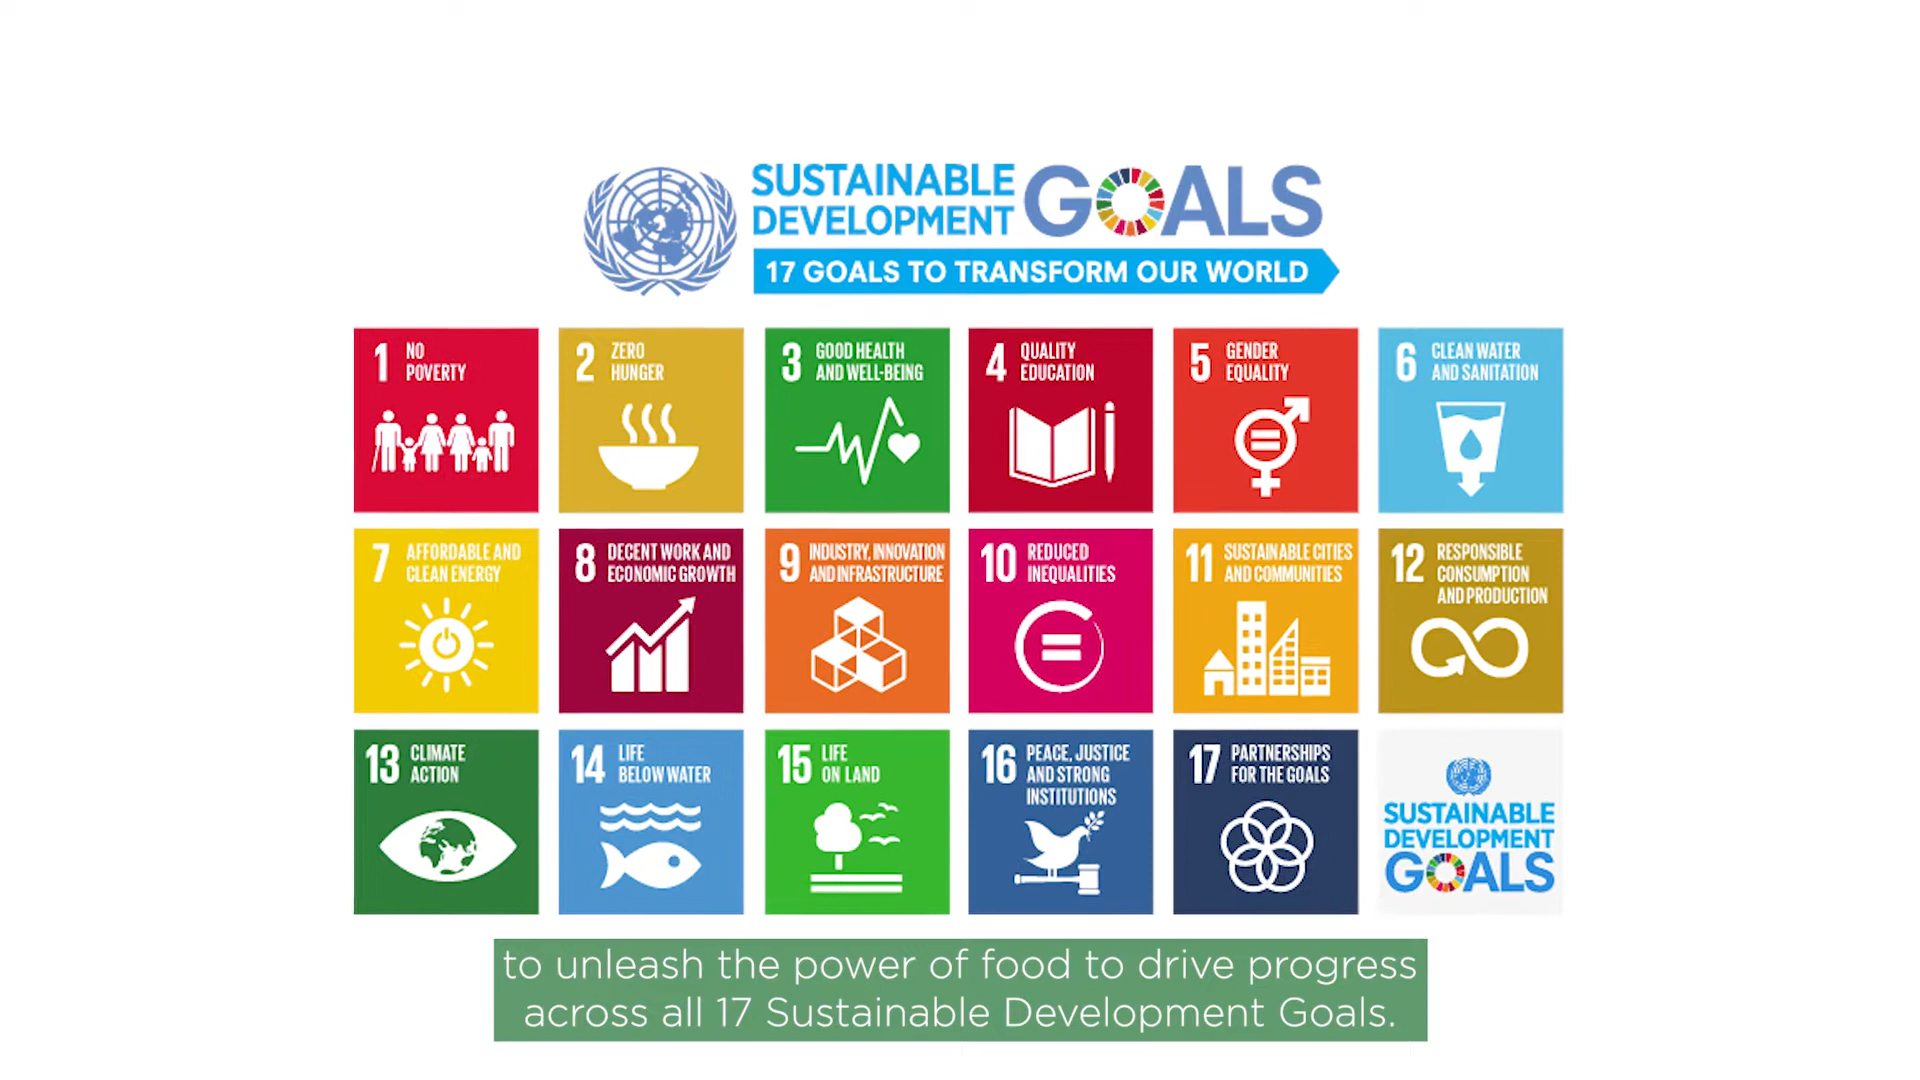 SUSTAINABLE
DEVELOPMENT
GOALS
17 GOALS TO TRANSFORM OUR WORLD
1 NO
POVERTY
2 ZERO
HUNGER
3 GOOD HEALTH
AND WELL-BEING
4 QUALITY
EDUCATION
5 GENDER
EQUALITY
6 CLEAN WATER
AND SANITATION
7 AFFORDABLE AND
CLEAN ENERGY
8 DECENT WORK AND
ECONOMIC GROWTH
9 INDUSTRY, INNOVATION
AND INFRASTRUCTURE
10 REDUCED
INEQUALITIES
11 SUSTAINABLE CITIES
AND COMMUNITIES
12 RESPONSIBLE
CONSUMPTION
AND PRODUCTION
13 CLIMATE
ACTION
14 LIFE
BELOW WATER
15 LIFE
ON LAND
16 PEACE, JUSTICE
AND STRONG
INSTITUTIONS
17 PARTNERSHIPS
FOR THE GOALS
SUSTAINABLE
DEVELOPMENT
GOALS
to unleash the power of food to drive progress
across all 17 Sustainable Development Goals.